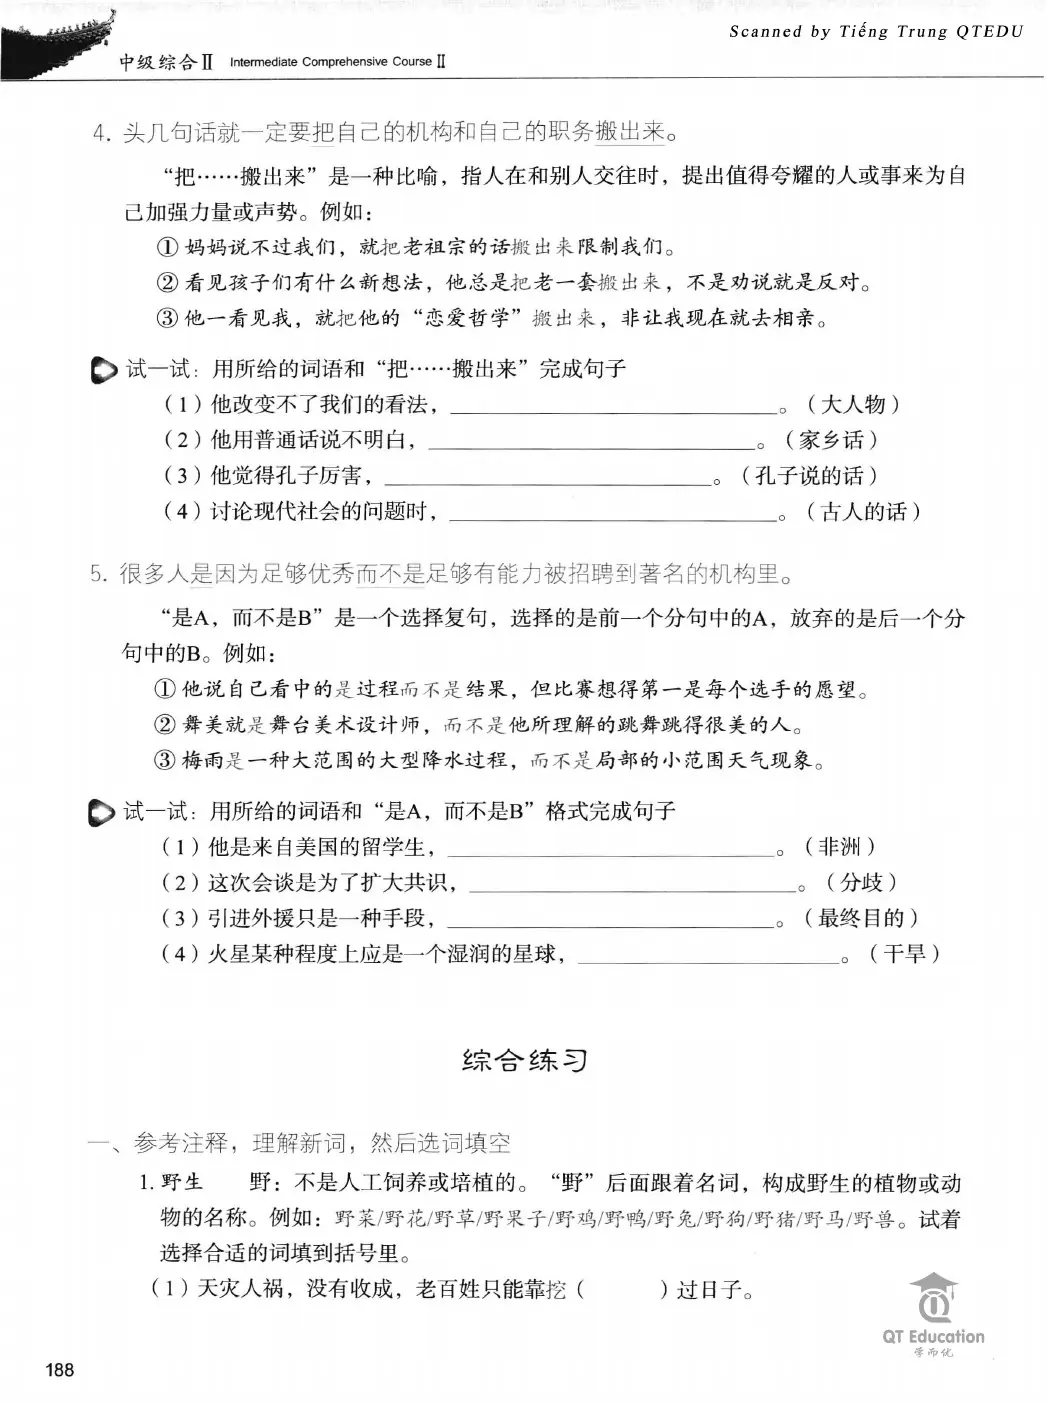 Scanned by Tiếng Trung QTEDU
中级综合Ⅱ Intermediate Comprehensive Course Ⅱ
4. 头几句话就一定要把自己的机构和自己的职务搬出来。
“把……搬出来”是一种比喻，指人在和别人交往时，提出值得夸耀的人或事来为自
己加强力量或声势。例如：
① 妈妈说不过我们，就把老祖宗的话搬出来限制我们。
② 看见孩子们有什么新想法，他总是把老一套搬出来，不是劝说就是反对。
③ 他一看见我，就把他的“恋爱哲学”搬出来，非让我现在就去相亲。
试一试：用所给的词语和“把……搬出来”完成句子
（1）他改变不了我们的看法，____________________。（大人物）
（2）他用普通话说不明白，____________________。（家乡话）
（3）他觉得孔子厉害，____________________。（孔子说的话）
（4）讨论现代社会的问题时，____________________。（古人的话）
5. 很多人是因为足够优秀而不是足够有能力被招聘到著名的机构里。
“是A，而不是B”是一个选择复句，选择的是前一个分句中的A，放弃的是后一个分
句中的B。例如：
① 他说自己看中的是过程而不是结果，但比赛想得第一是每个选手的愿望。
② 舞美就是舞台美术设计师，而不是他所理解的跳舞跳得很美的人。
③ 梅雨是一种大范围的大型降水过程，而不是局部的小范围天气现象。
试一试：用所给的词语和“是A，而不是B”格式完成句子
（1）他是来自美国的留学生，____________________。（非洲）
（2）这次会谈是为了扩大共识，____________________。（分歧）
（3）引进外援只是一种手段，____________________。（最终目的）
（4）火星某种程度上应是一个湿润的星球，________________。（干旱）
综合练习
一、参考注释，理解新词，然后选词填空
1. 野生 野：不是人工饲养或培植的。“野”后面跟着名词，构成野生的植物或动
物的名称。例如：野菜/野花/野草/野果子/野鸡/野鸭/野兔/野狗/野猪/野马/野兽。试着
选择合适的词填到括号里。
（1）天灾人祸，没有收成，老百姓只能靠挖（ ）过日子。
QT Education
学而优
188